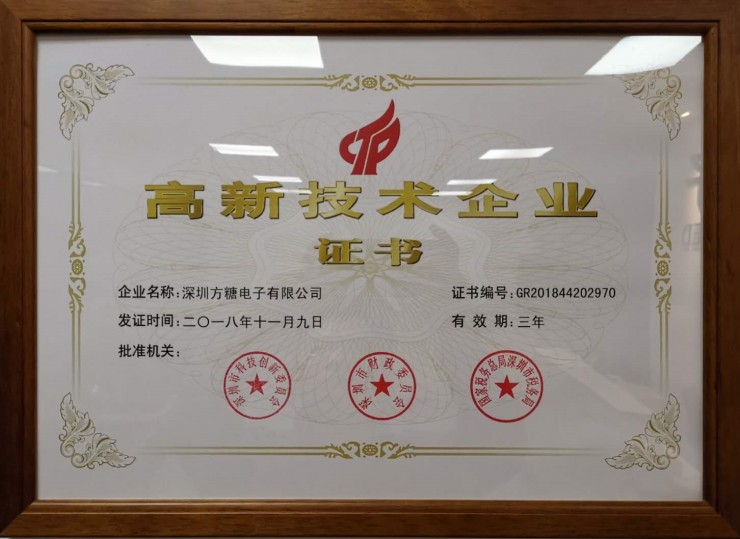 高新技术企业
证书
企业名称：深圳方糖电子有限公司
证书编号：GR201844202970
发证时间：二〇一八年十一月九日
有 效 期：三年
批准机关：
深圳市科技创新委员会
深圳市财政委员会
国家税务总局深圳市税务局